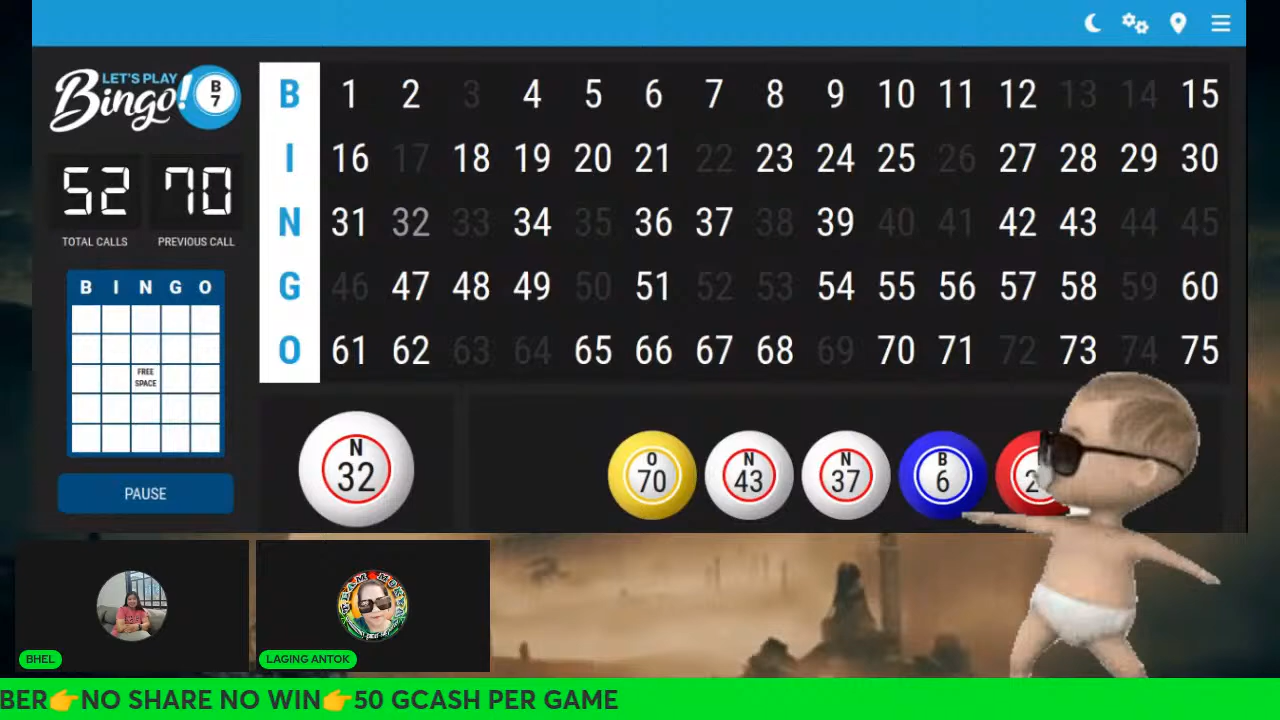 LET'S PLAY
Bingo!
B
7
52
70
TOTAL CALLS
PREVIOUS CALL
B I N G O
FREE
SPACE
PAUSE
B 1 2 3 4 5 6 7 8 9 10 11 12 13 14 15
I 16 17 18 19 20 21 22 23 24 25 26 27 28 29 30
N 31 32 33 34 35 36 37 38 39 40 41 42 43 44 45
G 46 47 48 49 50 51 52 53 54 55 56 57 58 59 60
O 61 62 63 64 65 66 67 68 69 70 71 72 73 74 75
N
32
O
70
N
43
N
37
B
6
BHEL
TEAM
LAGING ANTOK
BER👉NO SHARE NO WIN👉50 GCASH PER GAME